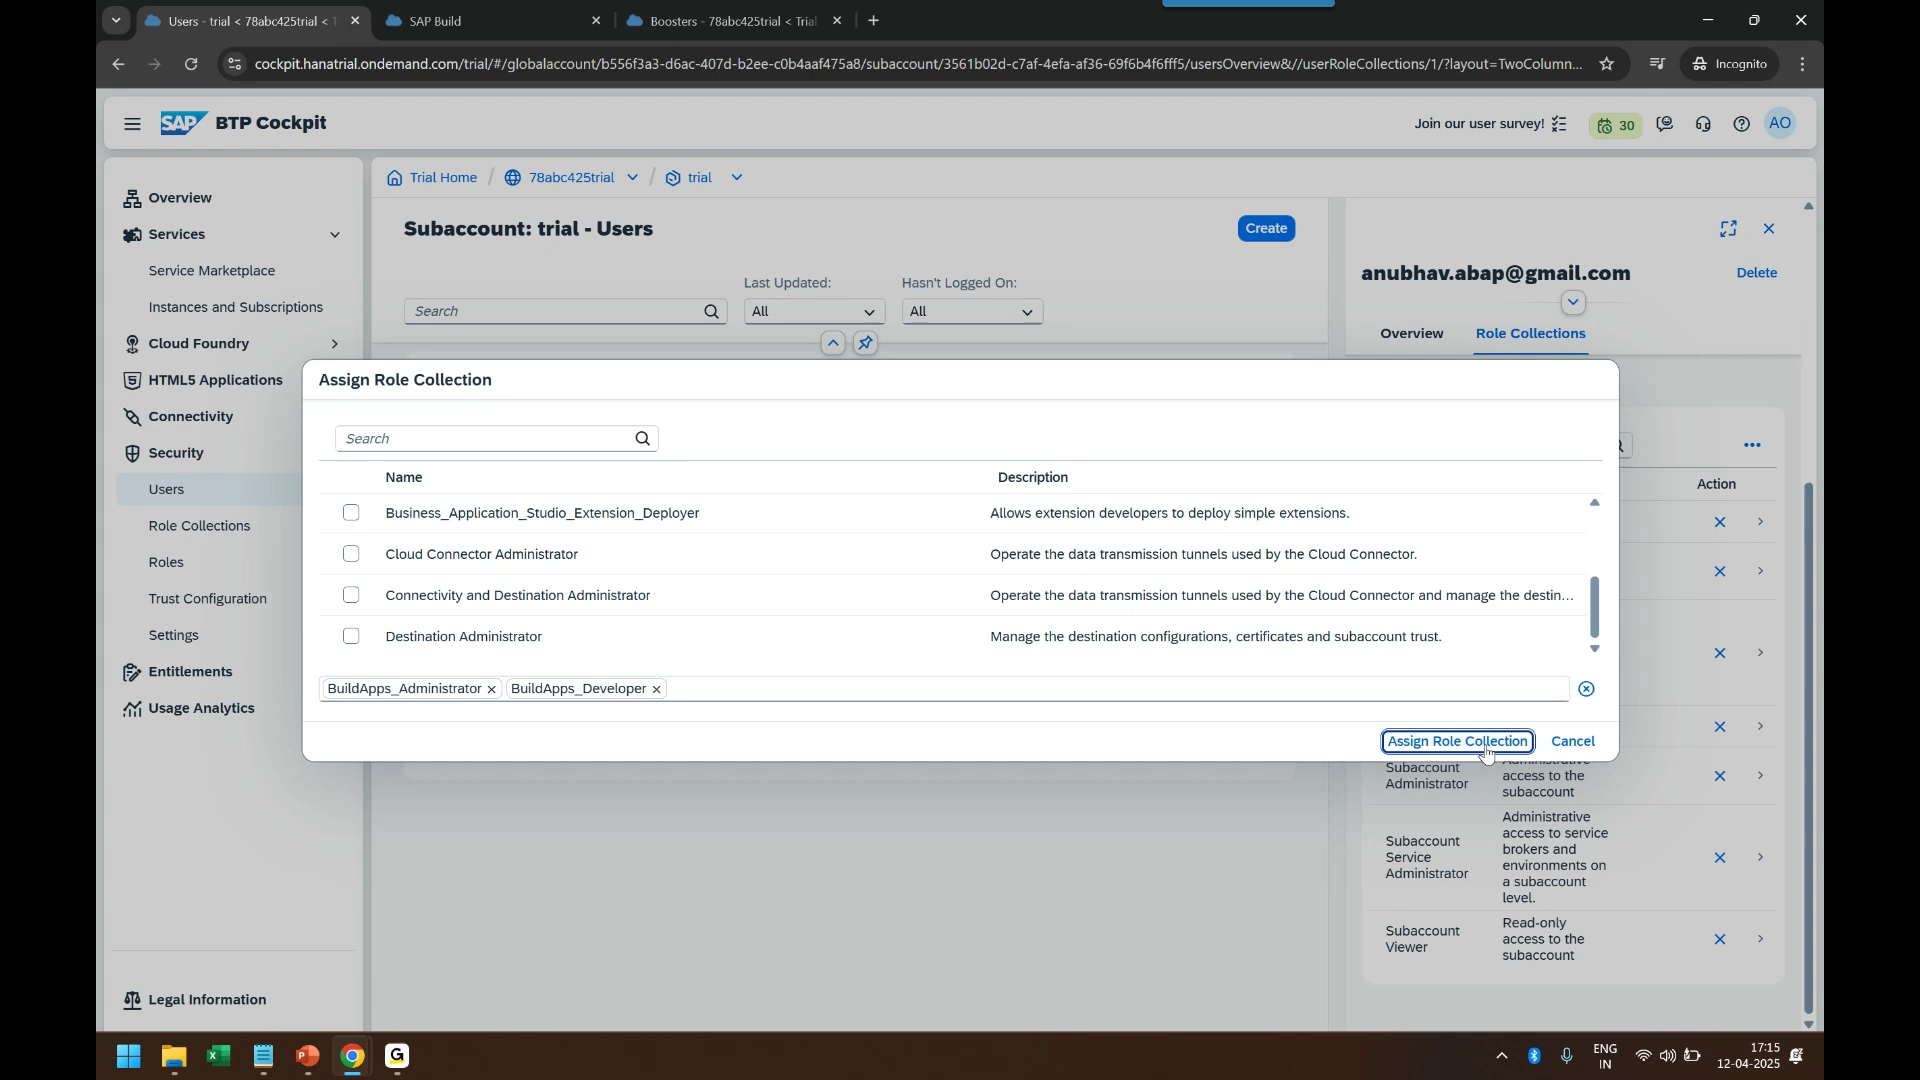 Users - trial < 78abc425trial <
SAP Build
Boosters - 78abc425trial < Trial
cockpit.hanatrial.ondemand.com/trial/#/globalaccount/b556f3a3-d6ac-407d-b2ee-c0b4aaf475a8/subaccount/3561b02d-c7af-4efa-af36-69f6b4f6fff5/usersOverview&//userRoleCollections/1/?layout=TwoColumn...
Incognito
SAP BTP Cockpit
Join our user survey!
30
AO
Overview
Services
Service Marketplace
Instances and Subscriptions
Cloud Foundry
HTML5 Applications
Connectivity
Security
Users
Role Collections
Roles
Trust Configuration
Settings
Entitlements
Usage Analytics
Legal Information
Trial Home / 78abc425trial / trial
Subaccount: trial - Users
Create
Last Updated:
Hasn't Logged On:
Search
All
All
anubhav.abap@gmail.com
Delete
Overview
Role Collections
Action
Assign Role Collection
Search
Name
Description
Business_Application_Studio_Extension_Deployer
Allows extension developers to deploy simple extensions.
Cloud Connector Administrator
Operate the data transmission tunnels used by the Cloud Connector.
Connectivity and Destination Administrator
Operate the data transmission tunnels used by the Cloud Connector and manage the destin...
Destination Administrator
Manage the destination configurations, certificates and subaccount trust.
BuildApps_Administrator
BuildApps_Developer
Assign Role Collection
Cancel
Subaccount
Administrator
Administrative
access to the
subaccount
Subaccount
Service
Administrator
Administrative
access to service
brokers and
environments on
a subaccount
level.
Subaccount
Viewer
Read-only
access to the
subaccount
ENG
IN
17:15
12-04-2025